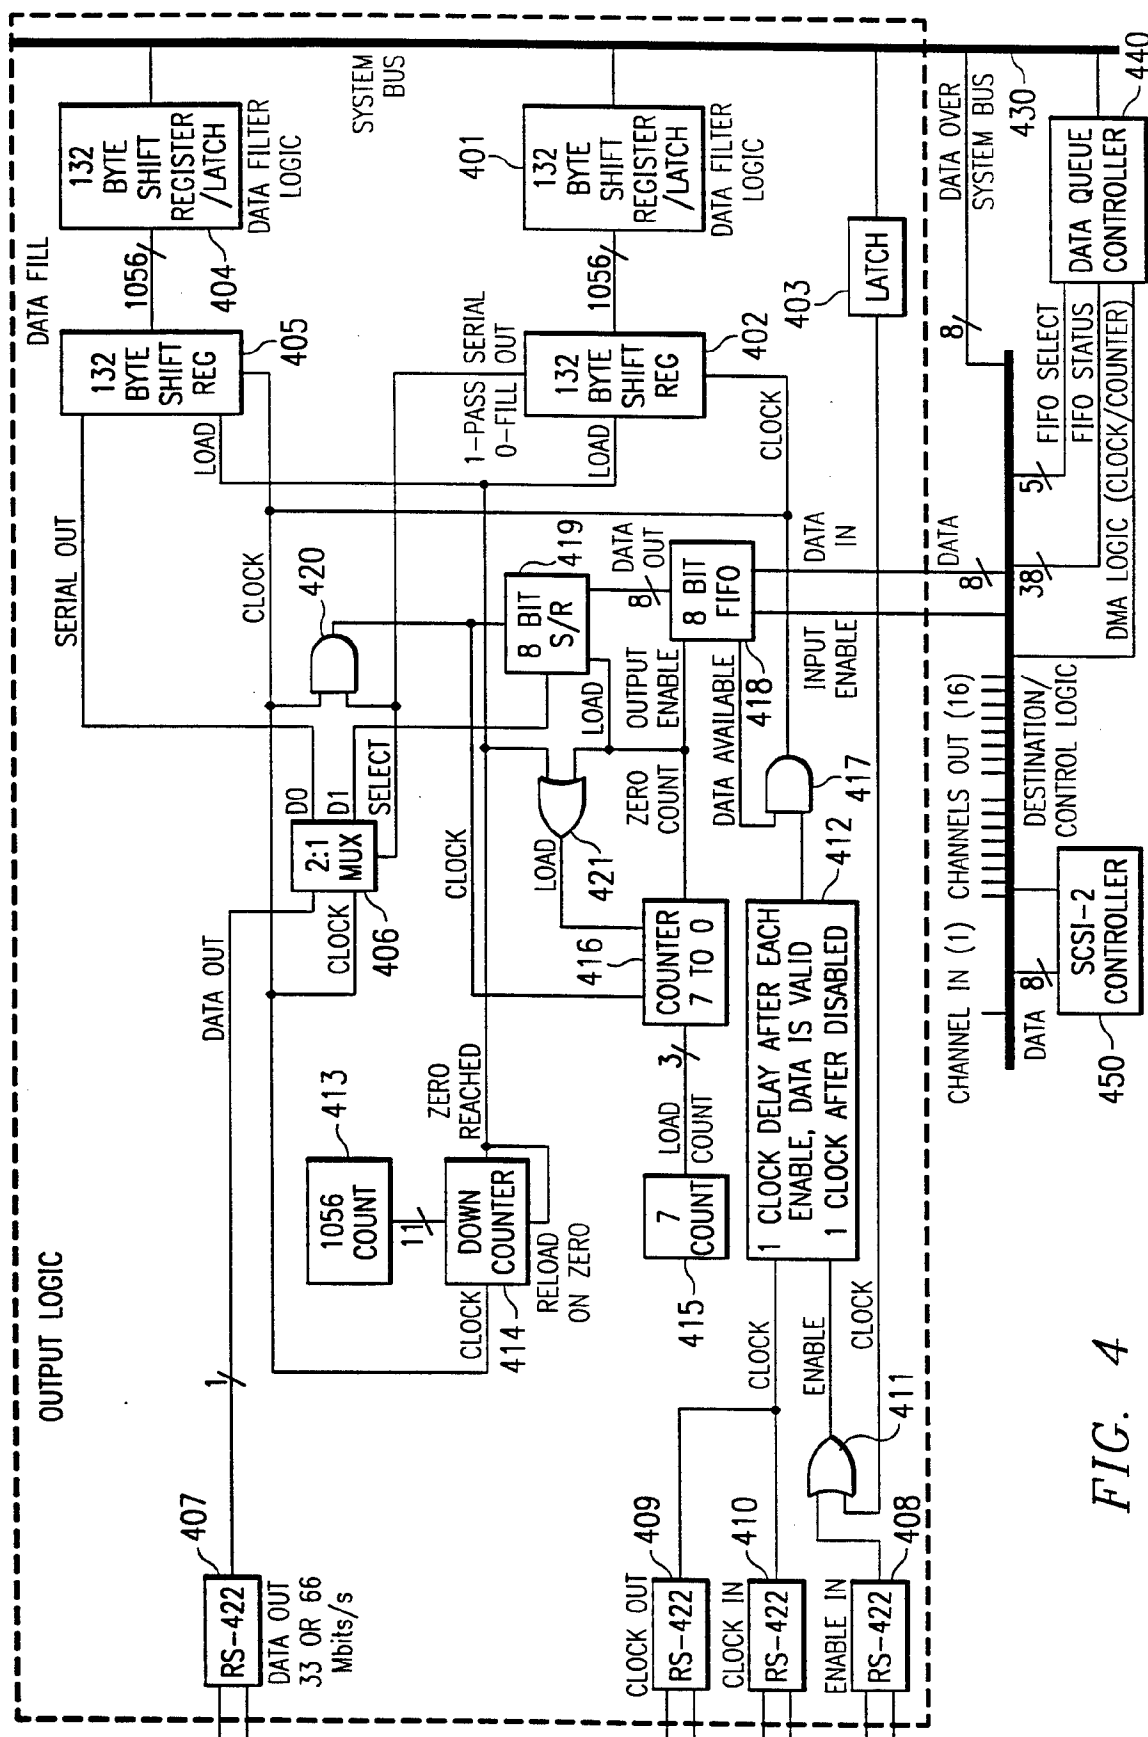 OUTPUT LOGIC
407
RS-422
DATA OUT
33 OR 66
Mbits/s
1
DATA OUT
SERIAL OUT
DATA FILL
132
BYTE
SHIFT
REG
405
LOAD
1056
132
BYTE
SHIFT
REGISTER
/LATCH
404
DATA FILTER
LOGIC
SYSTEM
BUS
CLOCK
420
D0
D1
SELECT
2:1
MUX
406
CLOCK
1-PASS SERIAL
0-FILL OUT
132
BYTE
SHIFT
REG
402
LOAD
CLOCK
1056
401
132
BYTE
SHIFT
REGISTER
/LATCH
DATA FILTER
LOGIC
413
1056
COUNT
11
DOWN
COUNTER
414
CLOCK
RELOAD
ON ZERO
ZERO
REACHED
CLOCK
LOAD
421
419
8 BIT
S/R
LOAD
DATA
OUT
8
8 BIT
FIFO
418
OUTPUT
ENABLE
ZERO
COUNT
DATA AVAILABLE
INPUT
ENABLE
DATA
IN
416
COUNTER
7 TO 0
3
LOAD
COUNT
7
COUNT
415
417
412
1 CLOCK DELAY AFTER EACH
ENABLE, DATA IS VALID
1 CLOCK AFTER DISABLED
CLOCK
ENABLE
CLOCK
411
403
LATCH
CLOCK OUT
409
RS-422
CLOCK IN
410
RS-422
ENABLE IN
408
RS-422
CHANNEL IN (1)
CHANNELS OUT (16)
DATA
8
DATA OVER
SYSTEM BUS
8
430
DATA
8
SCSI-2
CONTROLLER
450
DESTINATION/
CONTROL LOGIC
38
5
FIFO SELECT
FIFO STATUS
DMA LOGIC (CLOCK/COUNTER)
DATA QUEUE
CONTROLLER
440
FIG. 4